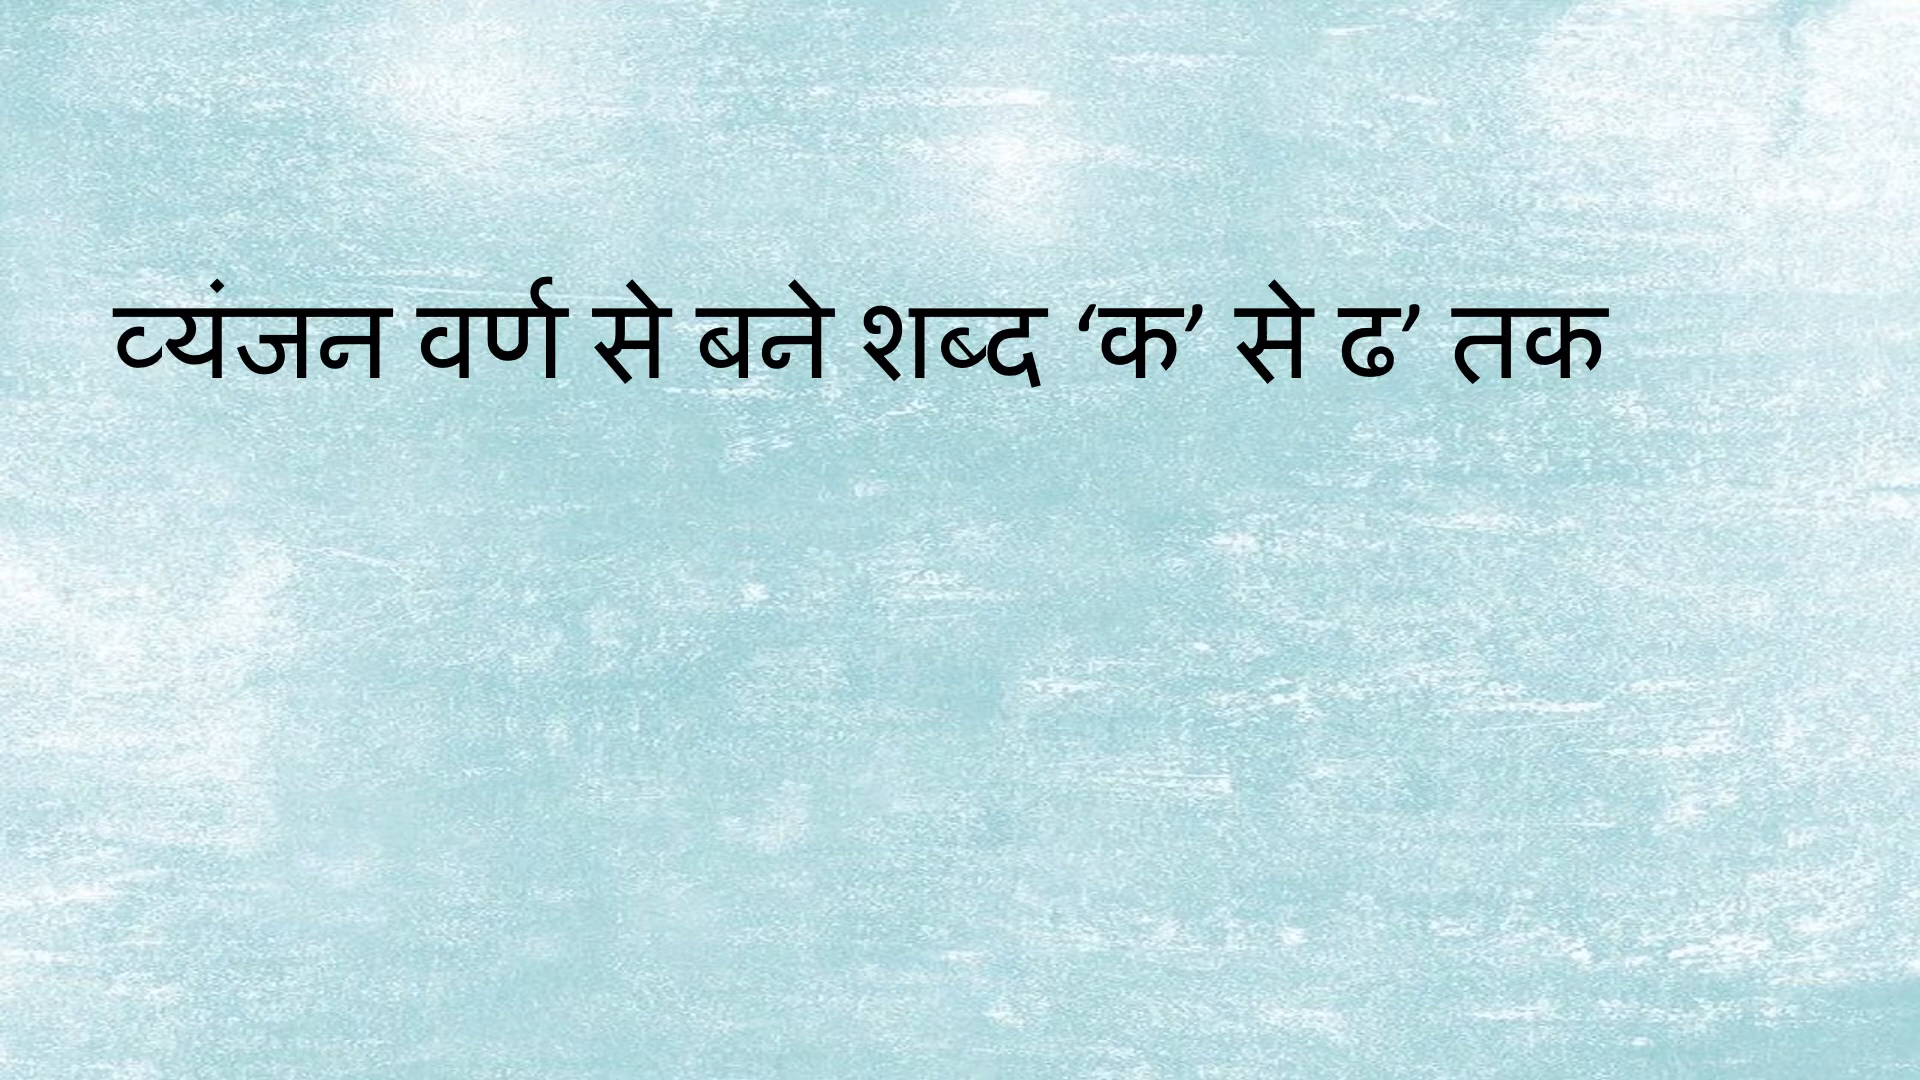 व्यंजन वर्ण से बने शब्द ‘क’ से ढ’ तक